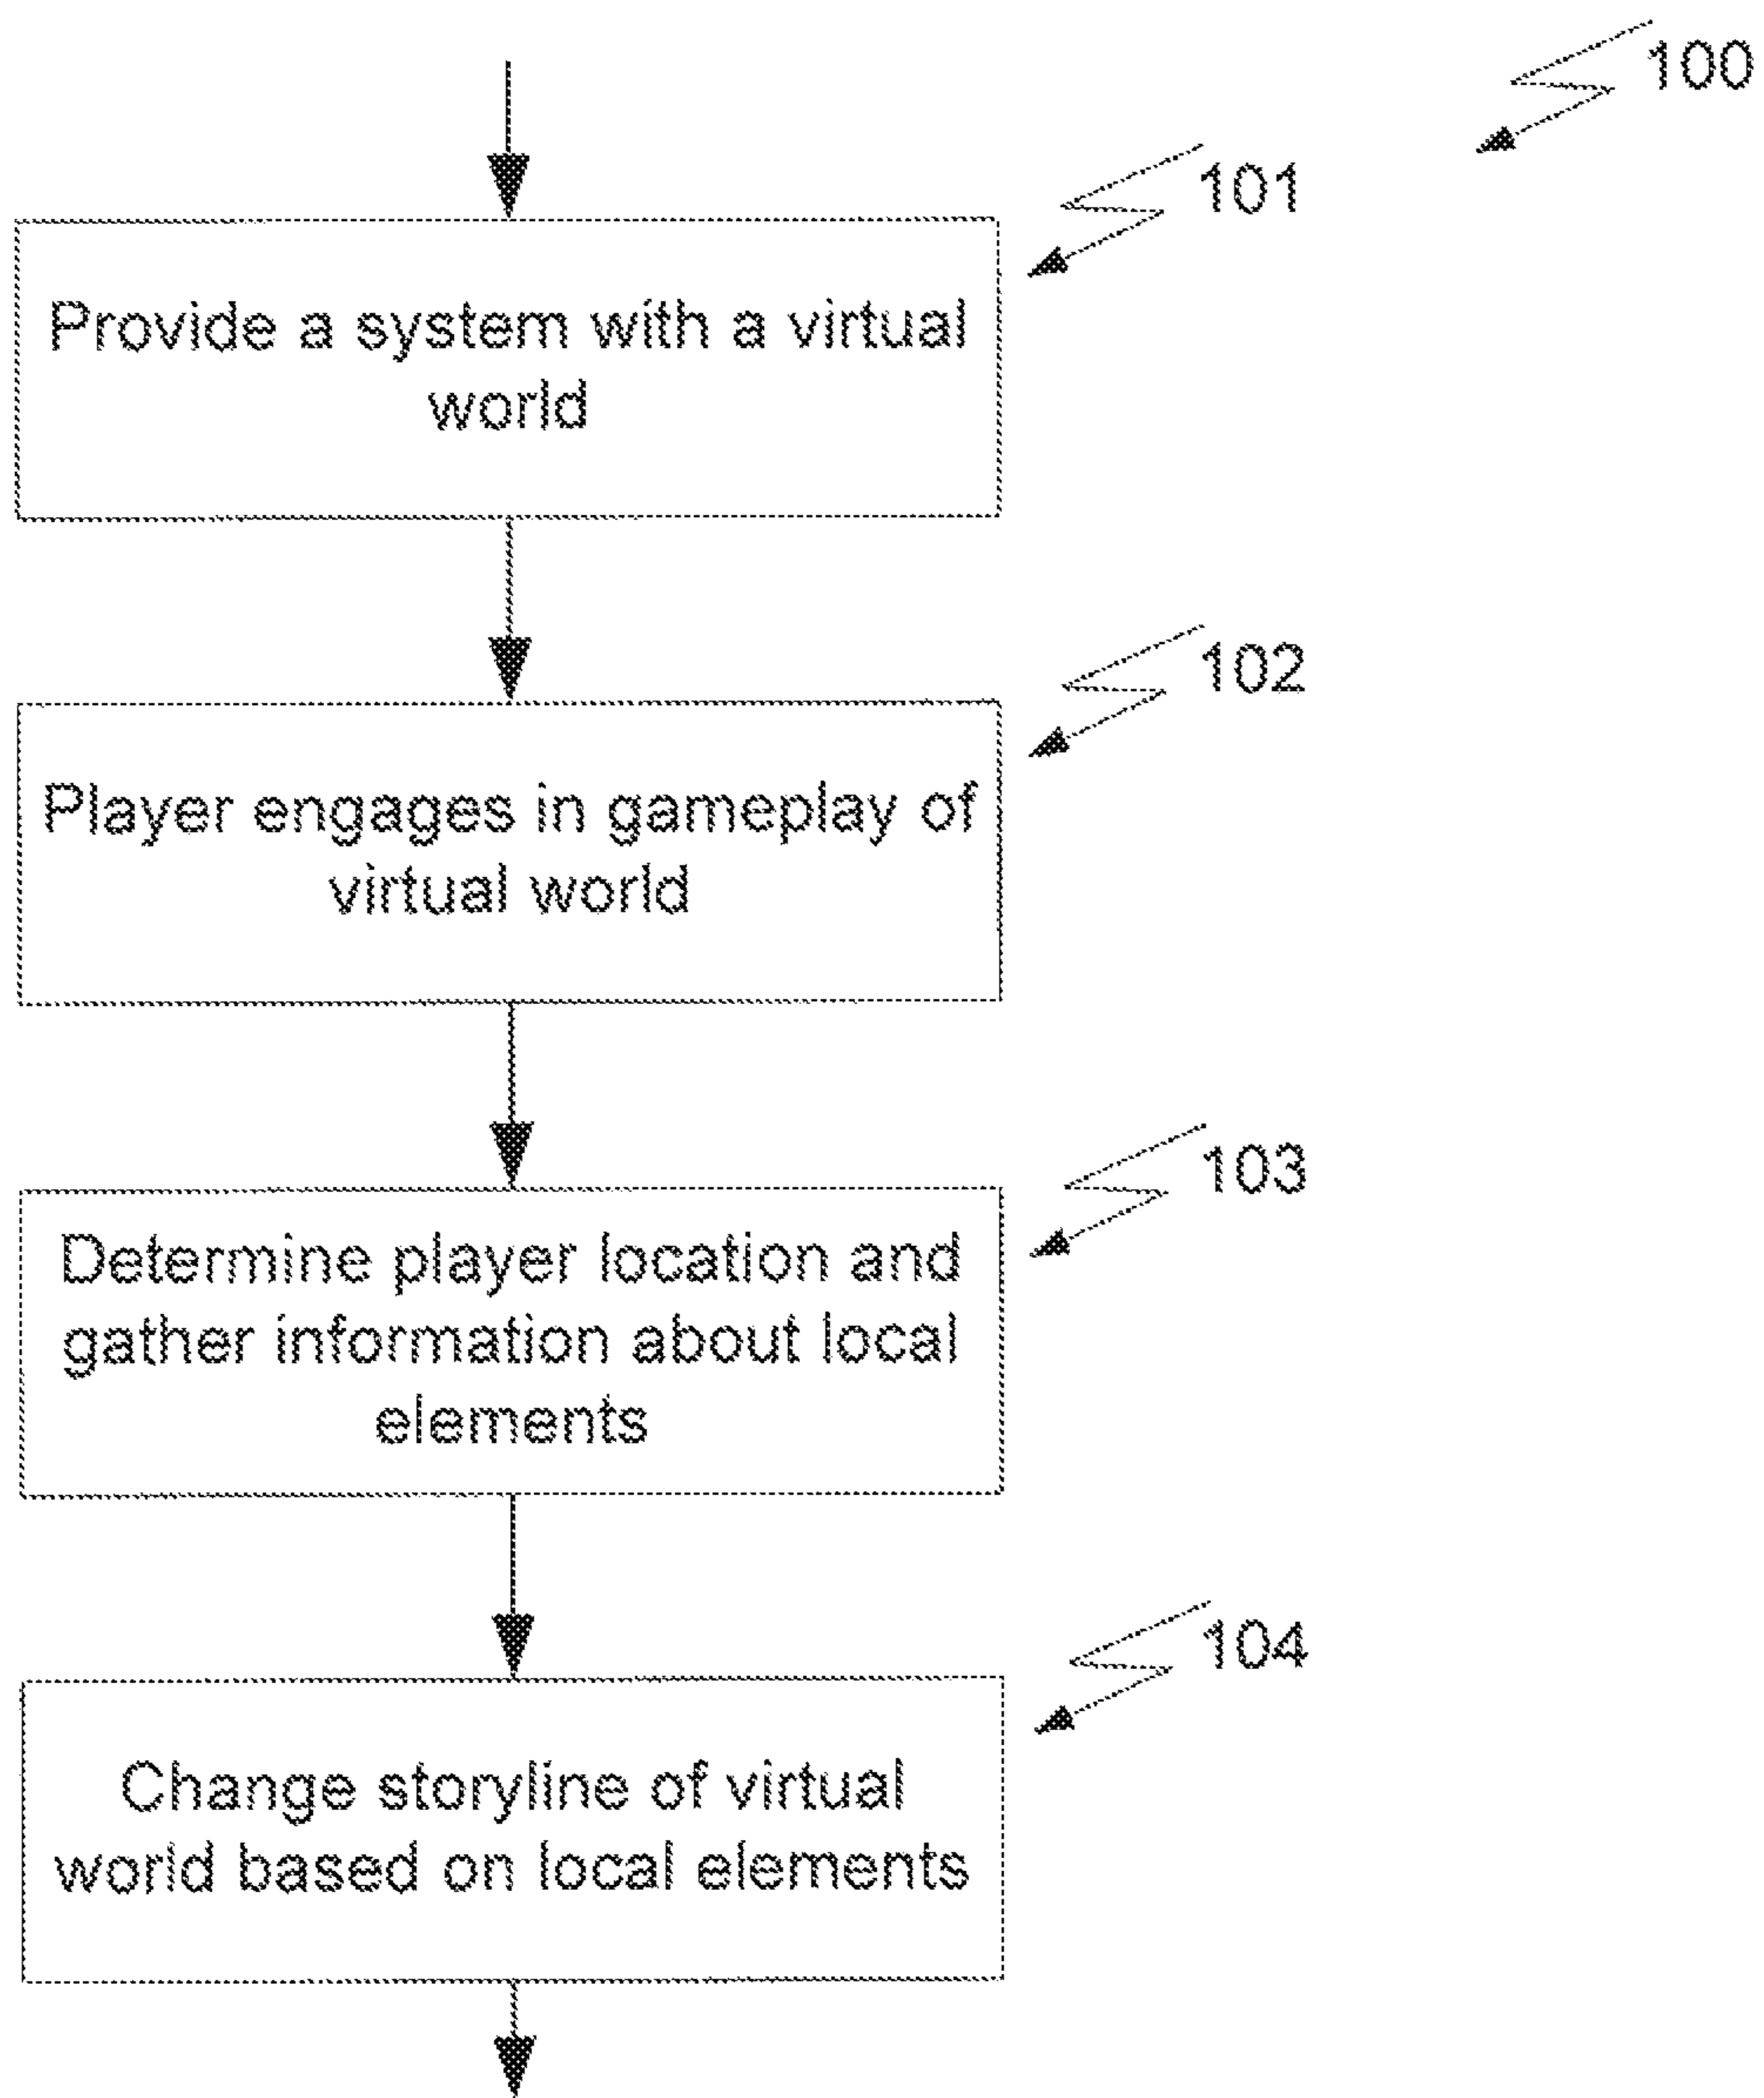 100
101
Provide a system with a virtual
world
102
Player engages in gameplay of
virtual world
103
Determine player location and
gather information about local
elements
104
Change storyline of virtual
world based on local elements